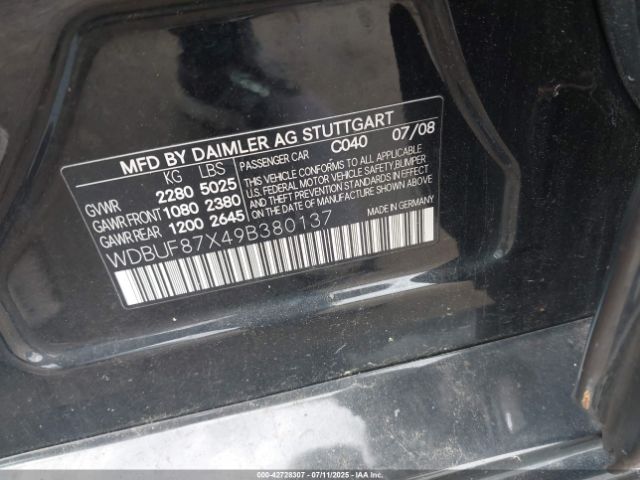 MFD BY DAIMLER AG STUTTGART
KG LBS PASSENGER CAR C040 07/08
GVWR 2280 5025
GAWR FRONT 1080 2380
GAWR REAR 1200 2645
THIS VEHICLE CONFORMS TO ALL APPLICABLE
U.S. FEDERAL MOTOR VEHICLE SAFETY, BUMPER
AND THEFT PREVENTION STANDARDS IN EFFECT
ON THE DATE OF MANUFACTURE SHOWN ABOVE.
WDBUF87X49B380137 MADE IN GERMANY
000-42728307 - 07/11/2025 - IAAI.CA